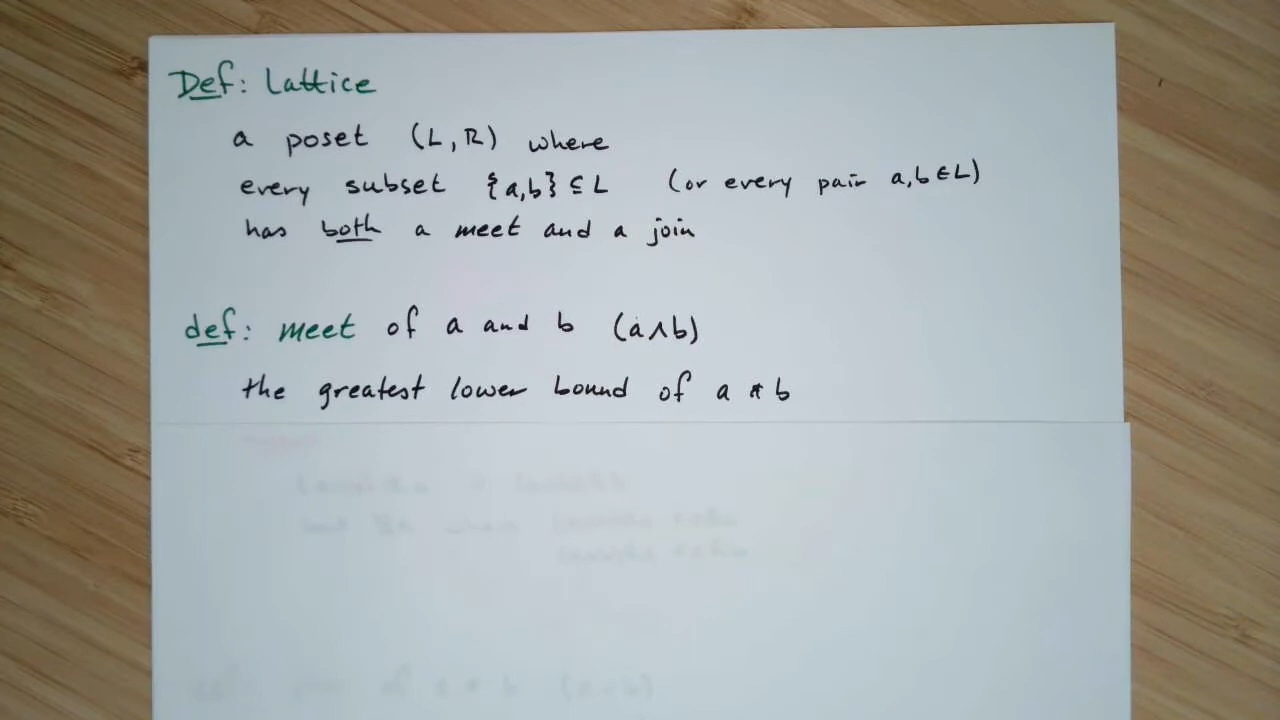 Def: Lattice
a poset (L, R) where
every subset {a,b} ⊆ L (or every pair a,b ∈ L)
has both a meet and a join
def: meet of a and b (a∧b)
the greatest lower bound of a & b